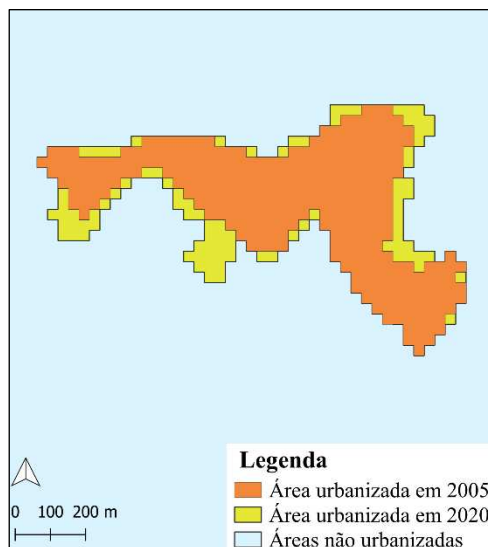 Legenda
Área urbanizada em 2005
Área urbanizada em 2020
Áreas não urbanizadas
0 100 200 m